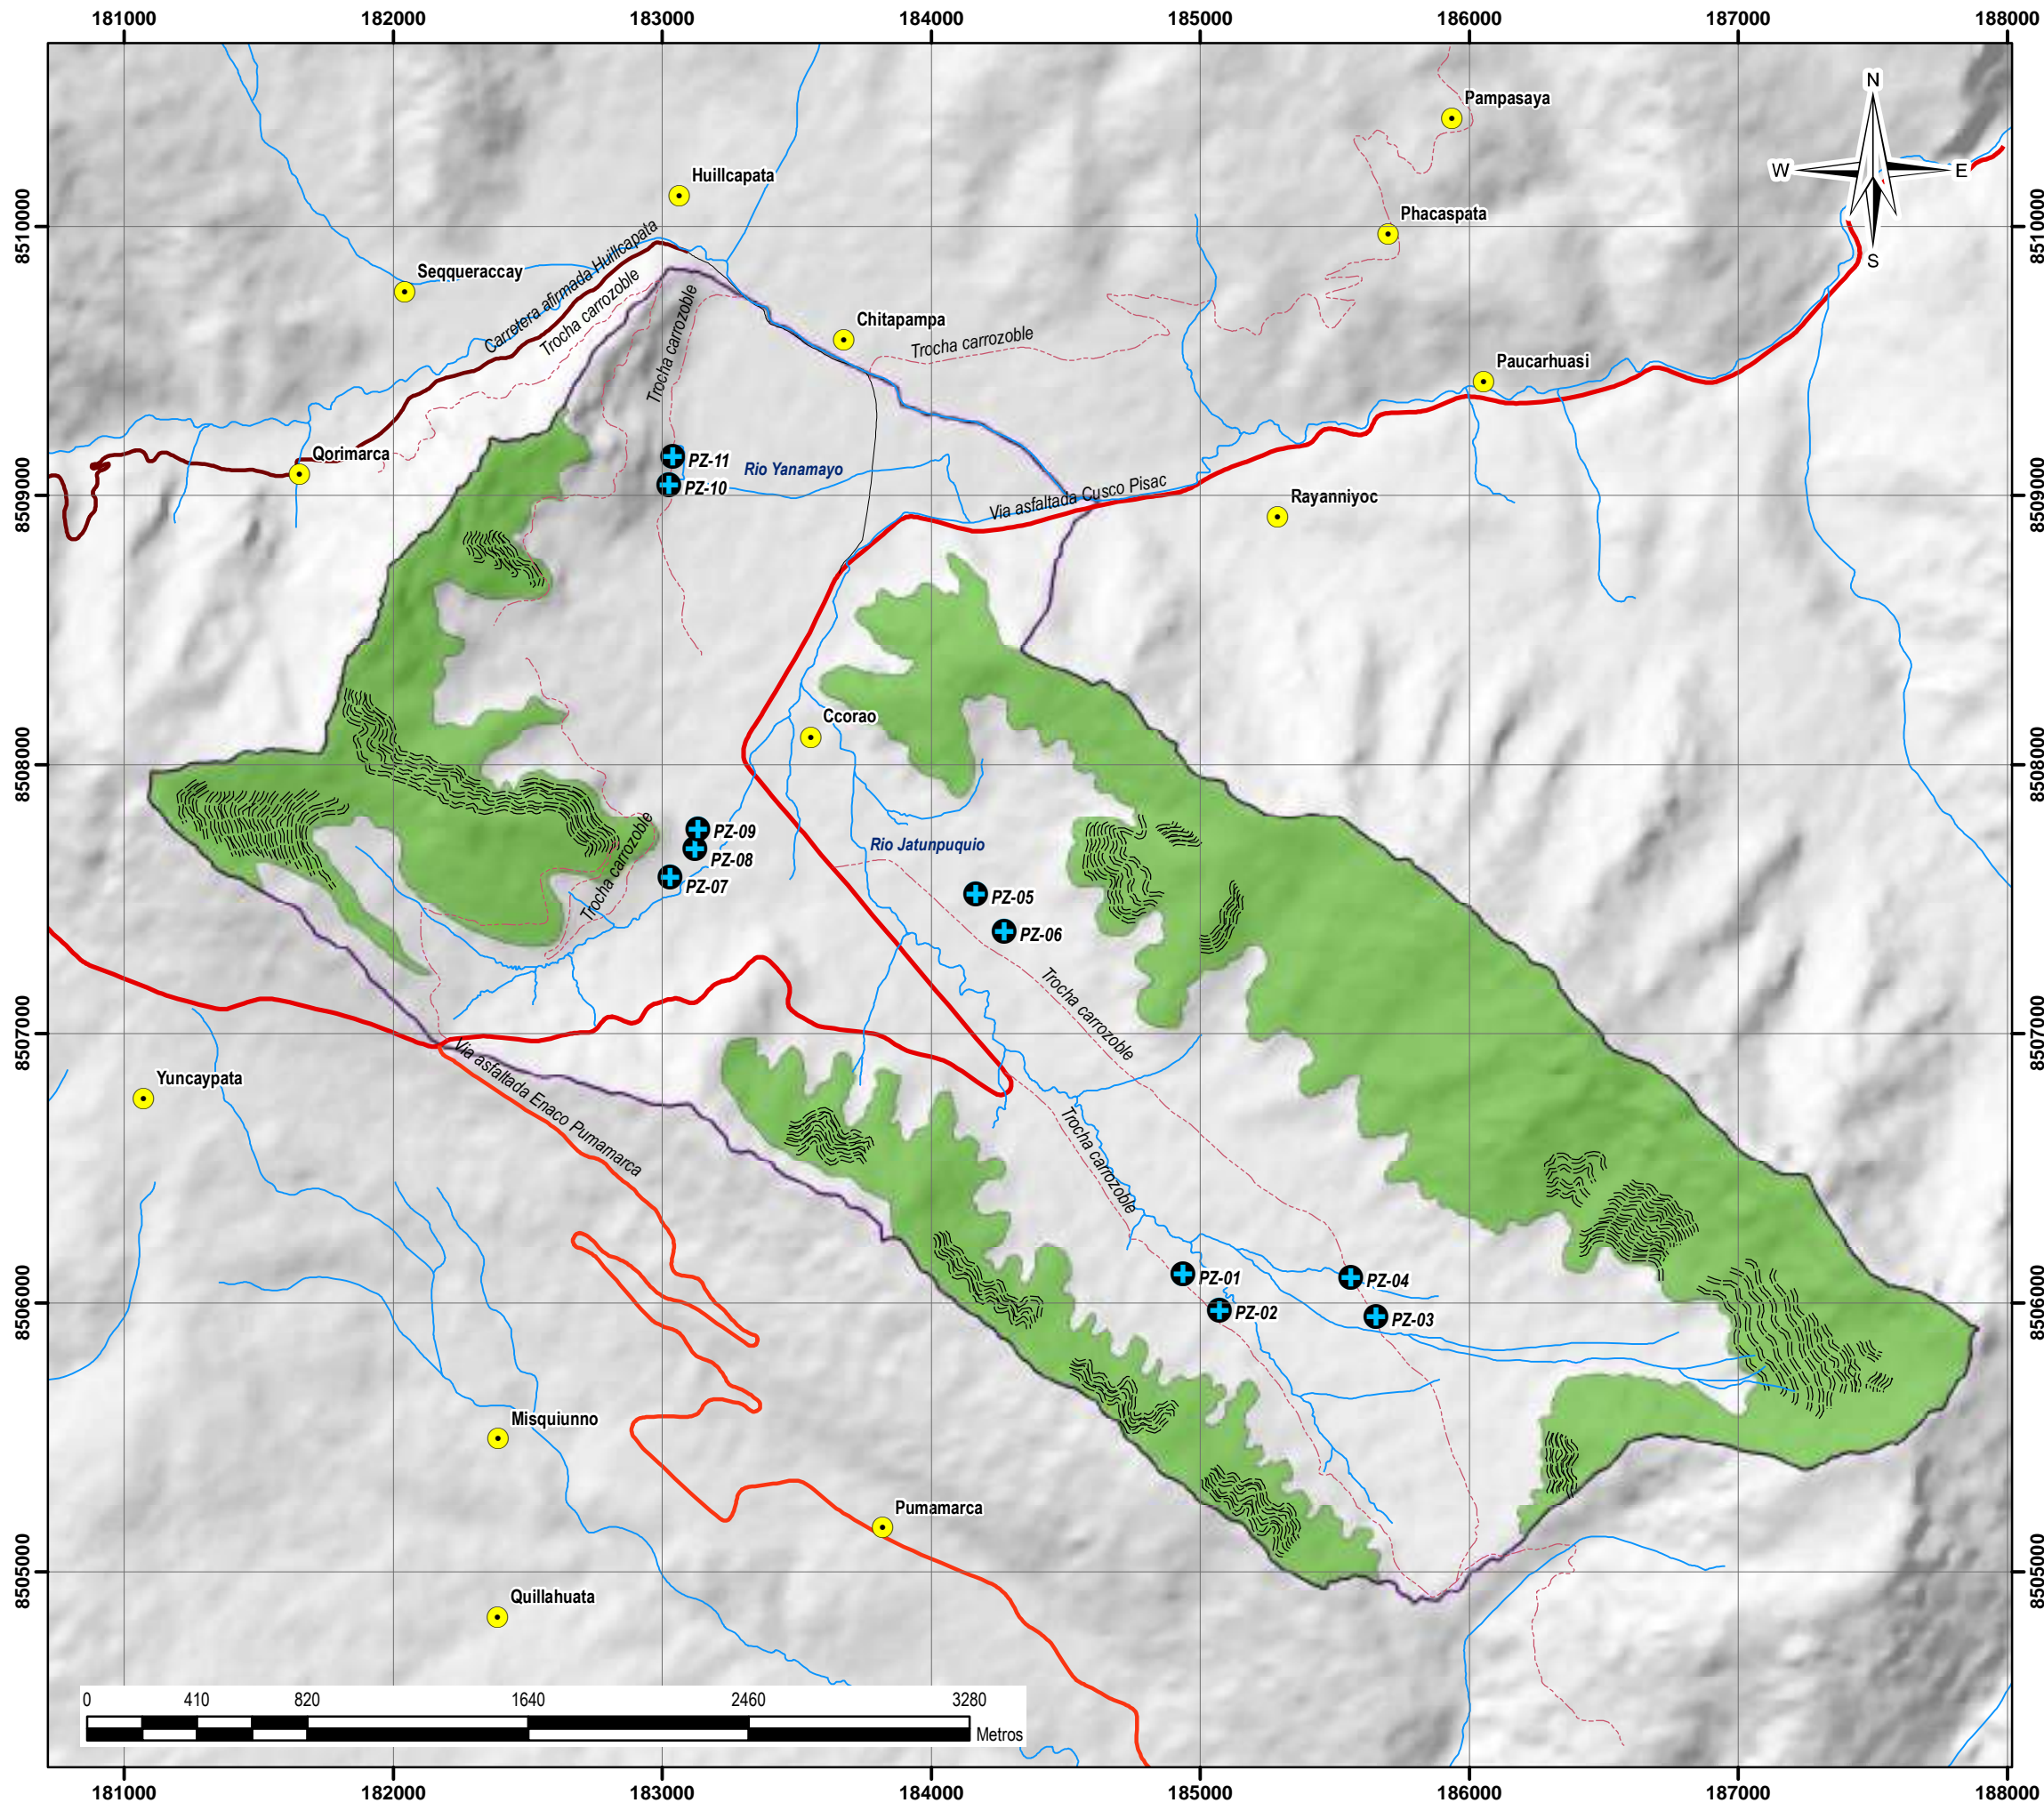 181000 182000 183000 184000 185000 186000 187000 188000
N
W E
S
Pampasaya
Huillcapata
Phacaspata
8510000 8510000
Seqqueraccay
Carretera afirmada Huillcapata
Trocha carrozoble
Trocha carrozoble
Chitapampa
Trocha carrozoble
Paucarhuasi
Qorimarca
PZ-11
Rio Yanamayo
PZ-10
Via asfaltada Cusco Pisac
Rayanniyoc
8509000 8509000
Ccorao
8508000 8508000
PZ-09
PZ-08
PZ-07
Trocha carrozoble
Rio Jatunpuquio
PZ-05
PZ-06
Trocha carrozoble
8507000 8507000
Via asfaltada Enaco Pumamarca
Yuncaypata
Trocha carrozoble
PZ-01
PZ-04
PZ-02
PZ-03
8506000 8506000
Misquiunno
Pumamarca
Quillahuata
8505000 8505000
0 410 820 1640 2460 3280
Metros
181000 182000 183000 184000 185000 186000 187000 188000